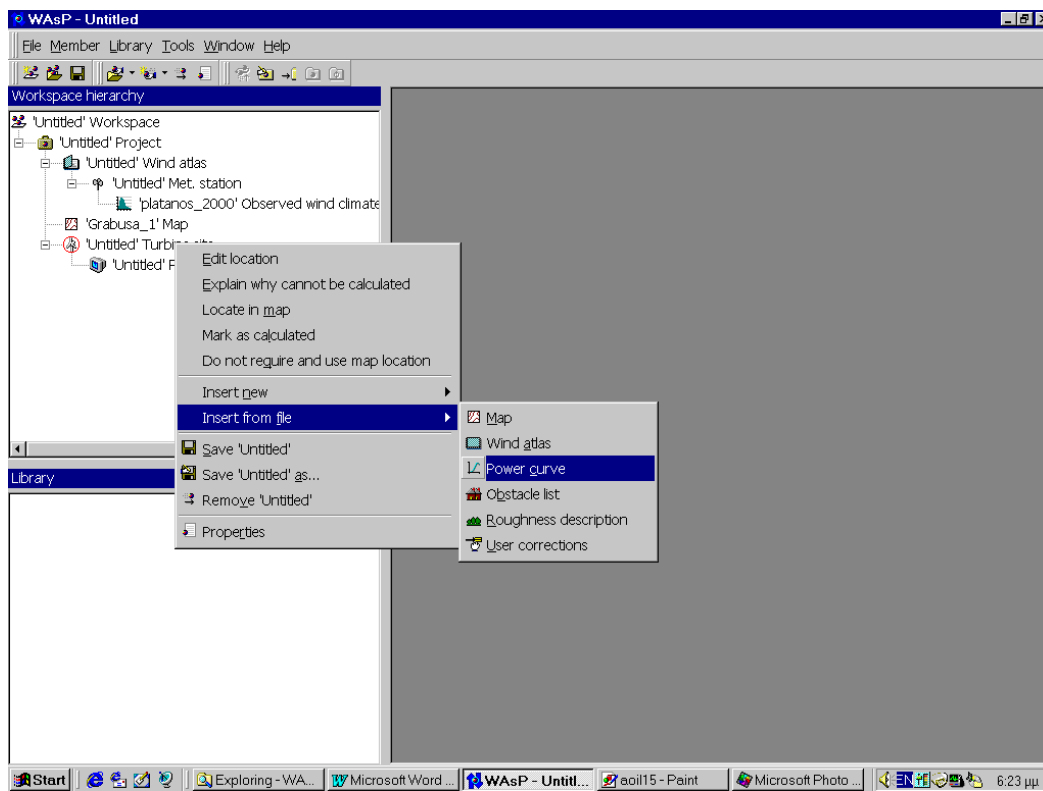 WAsP - Untitled
File Member Library Tools Window Help
Workspace hierarchy
'Untitled' Workspace
'Untitled' Project
'Untitled' Wind atlas
'Untitled' Met. station
'platanos_2000' Observed wind climate
'Grabusa_1' Map
'Untitled' Turbine site
'Untitled' P
Edit location
Explain why cannot be calculated
Locate in map
Mark as calculated
Do not require and use map location
Insert new
Insert from file
Save 'Untitled'
Save 'Untitled' as...
Remove 'Untitled'
Properties
Map
Wind atlas
Power curve
Obstacle list
Roughness description
User corrections
Library
Start
Exploring - WA...
Microsoft Word ...
WAsP - Untitl...
aoil15 - Paint
Microsoft Photo ...
EN
6:23 μμ